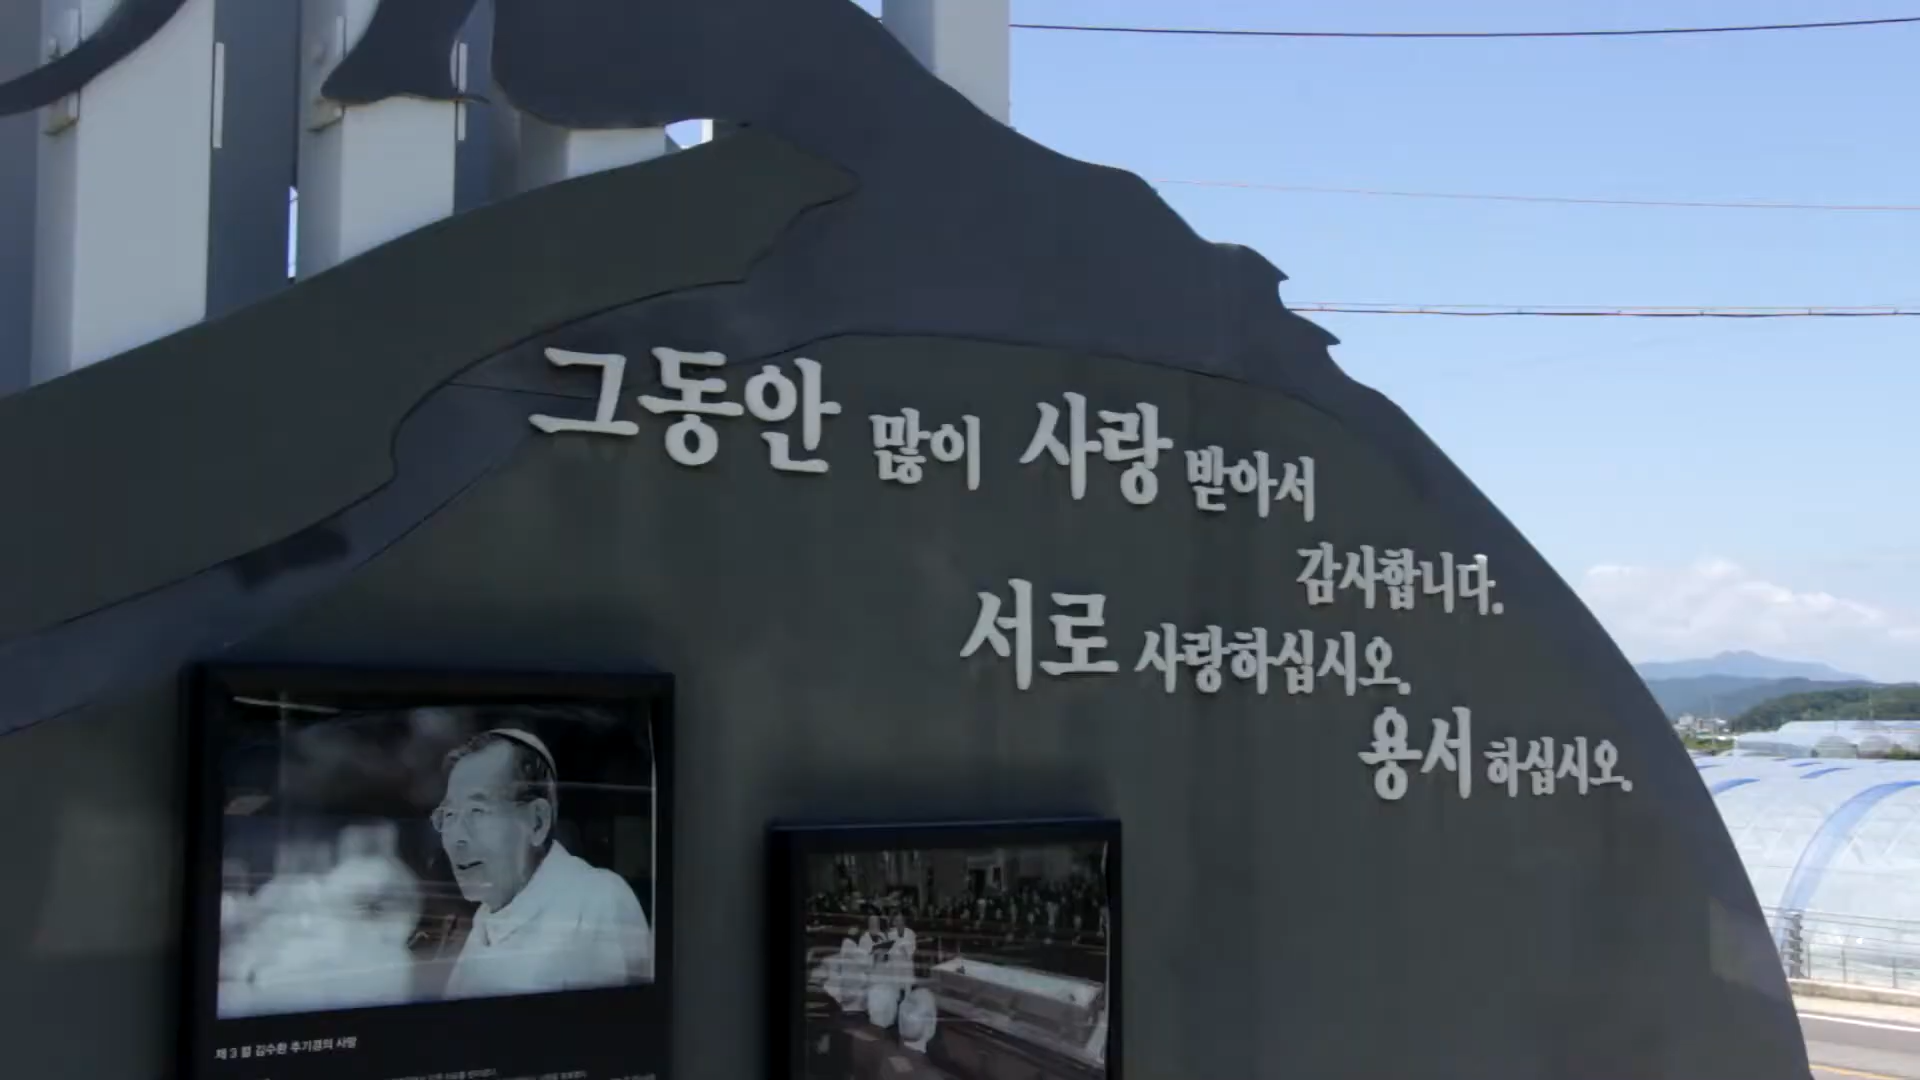 그동안 많이 사랑 받아서
감사합니다.
서로 사랑하십시오.
용서 하십시오.
제 3 월 김수환 추기경의 사랑